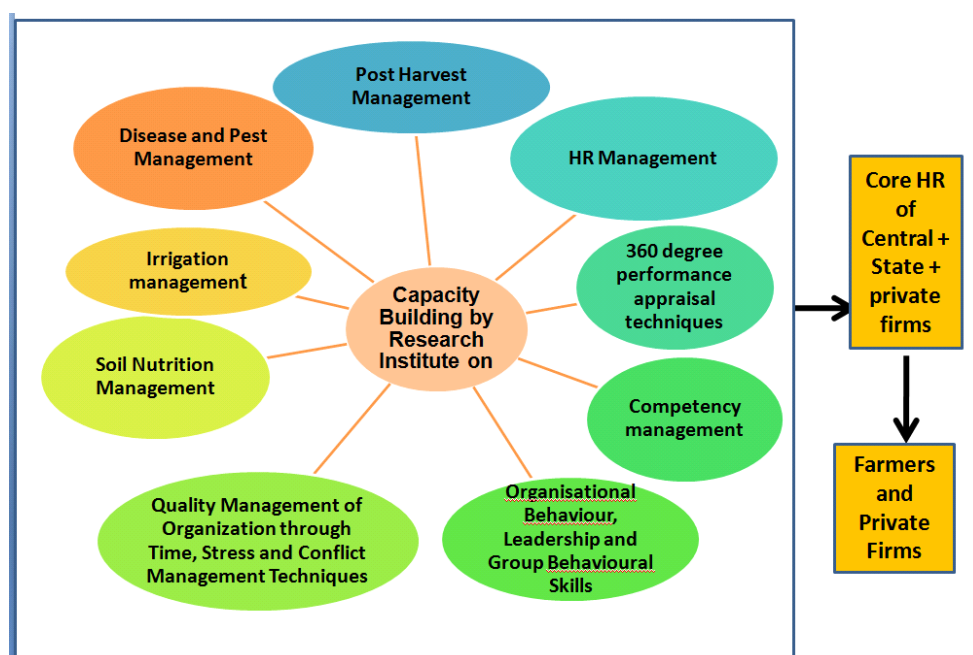 Post Harvest
Management
Disease and Pest
Management
HR Management
Irrigation
management
360 degree
performance
appraisal
techniques
Capacity
Building by
Research
Institute on
Soil Nutrition
Management
Competency
management
Quality Management of
Organization through
Time, Stress and Conflict
Management Techniques
Organisational
Behaviour,
Leadership and
Group Behavioural
Skills
Core HR
of
Central +
State +
private
firms
Farmers
and
Private
Firms